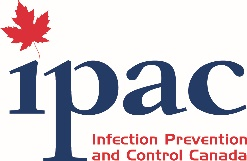 ipac
Infection Prevention
and Control Canada